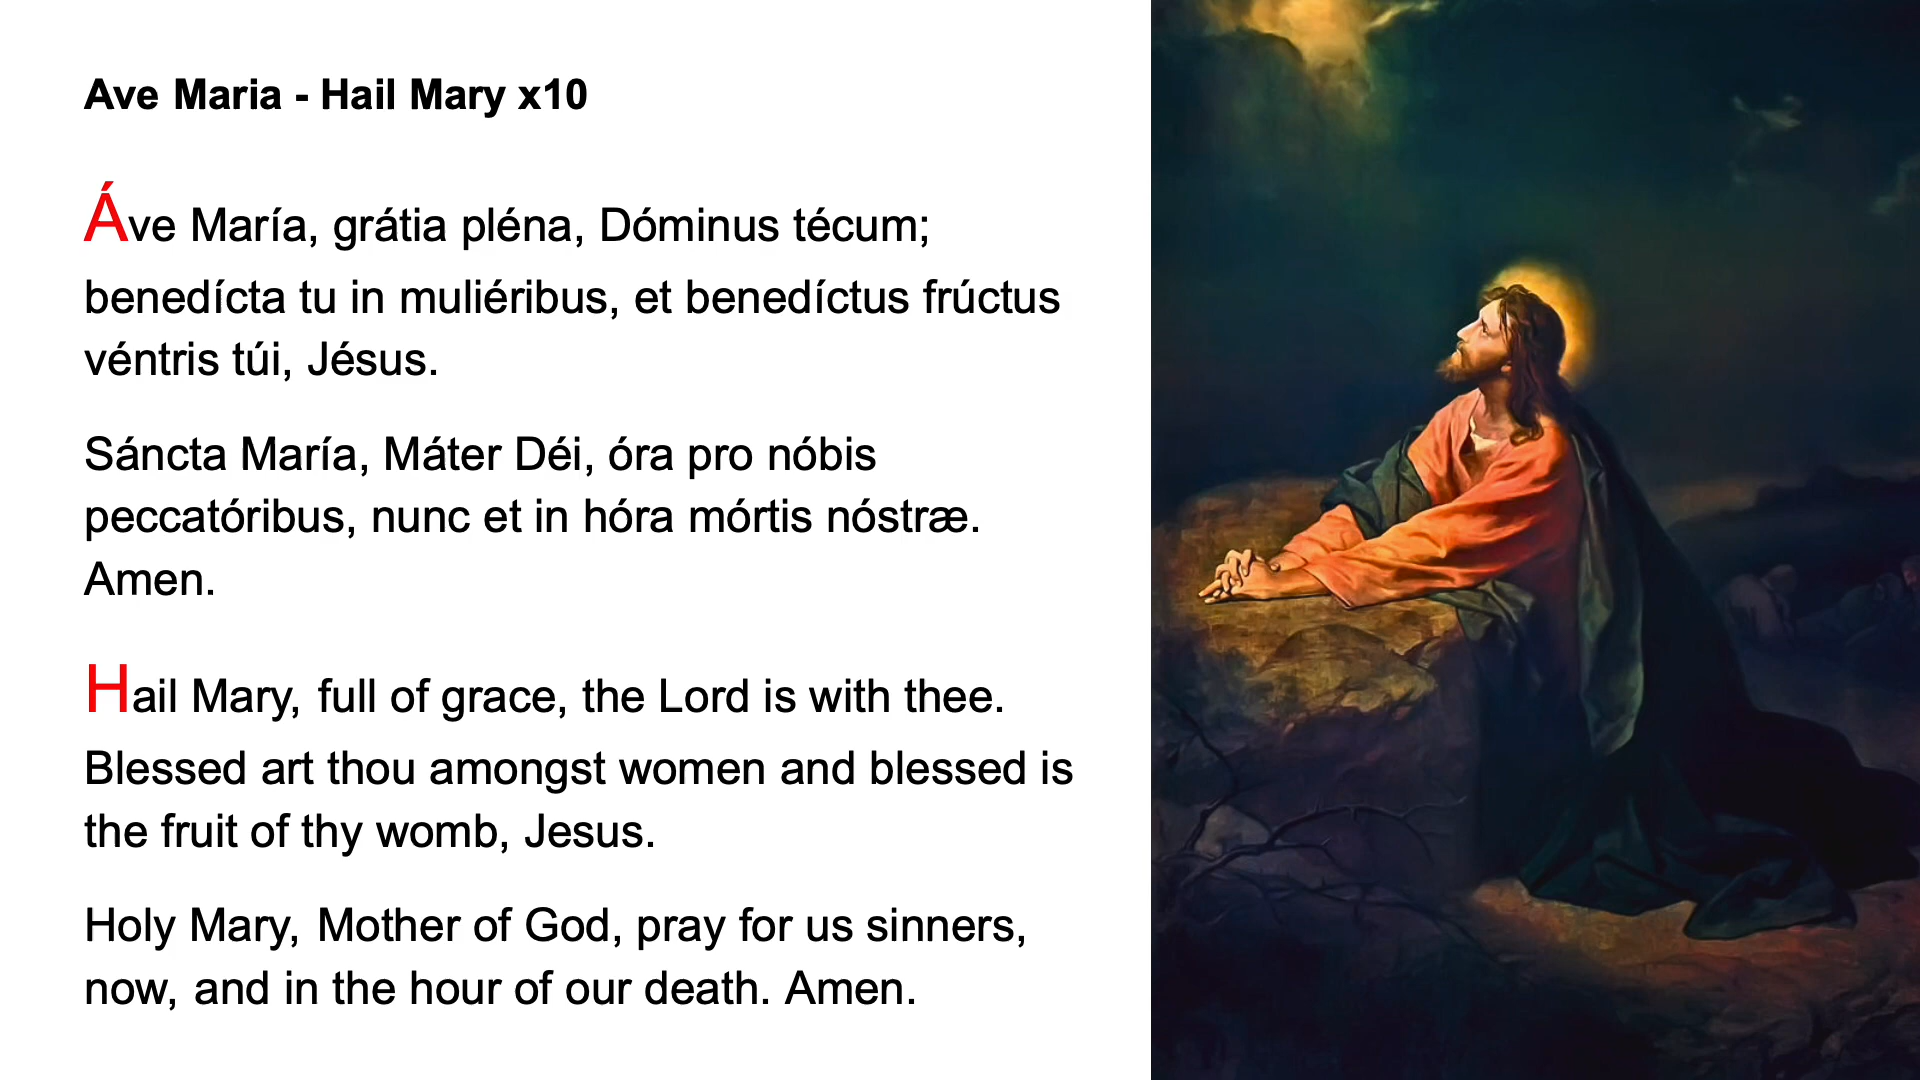 Ave Maria - Hail Mary x10
Áve María, grátia pléna, Dóminus técum;
benedícta tu in muliéribus, et benedíctus frúctus
véntris túi, Jésus.
Sáncta María, Máter Déi, óra pro nóbis
peccatóribus, nunc et in hóra mórtis nóstræ.
Amen.
Hail Mary, full of grace, the Lord is with thee.
Blessed art thou amongst women and blessed is
the fruit of thy womb, Jesus.
Holy Mary, Mother of God, pray for us sinners,
now, and in the hour of our death. Amen.